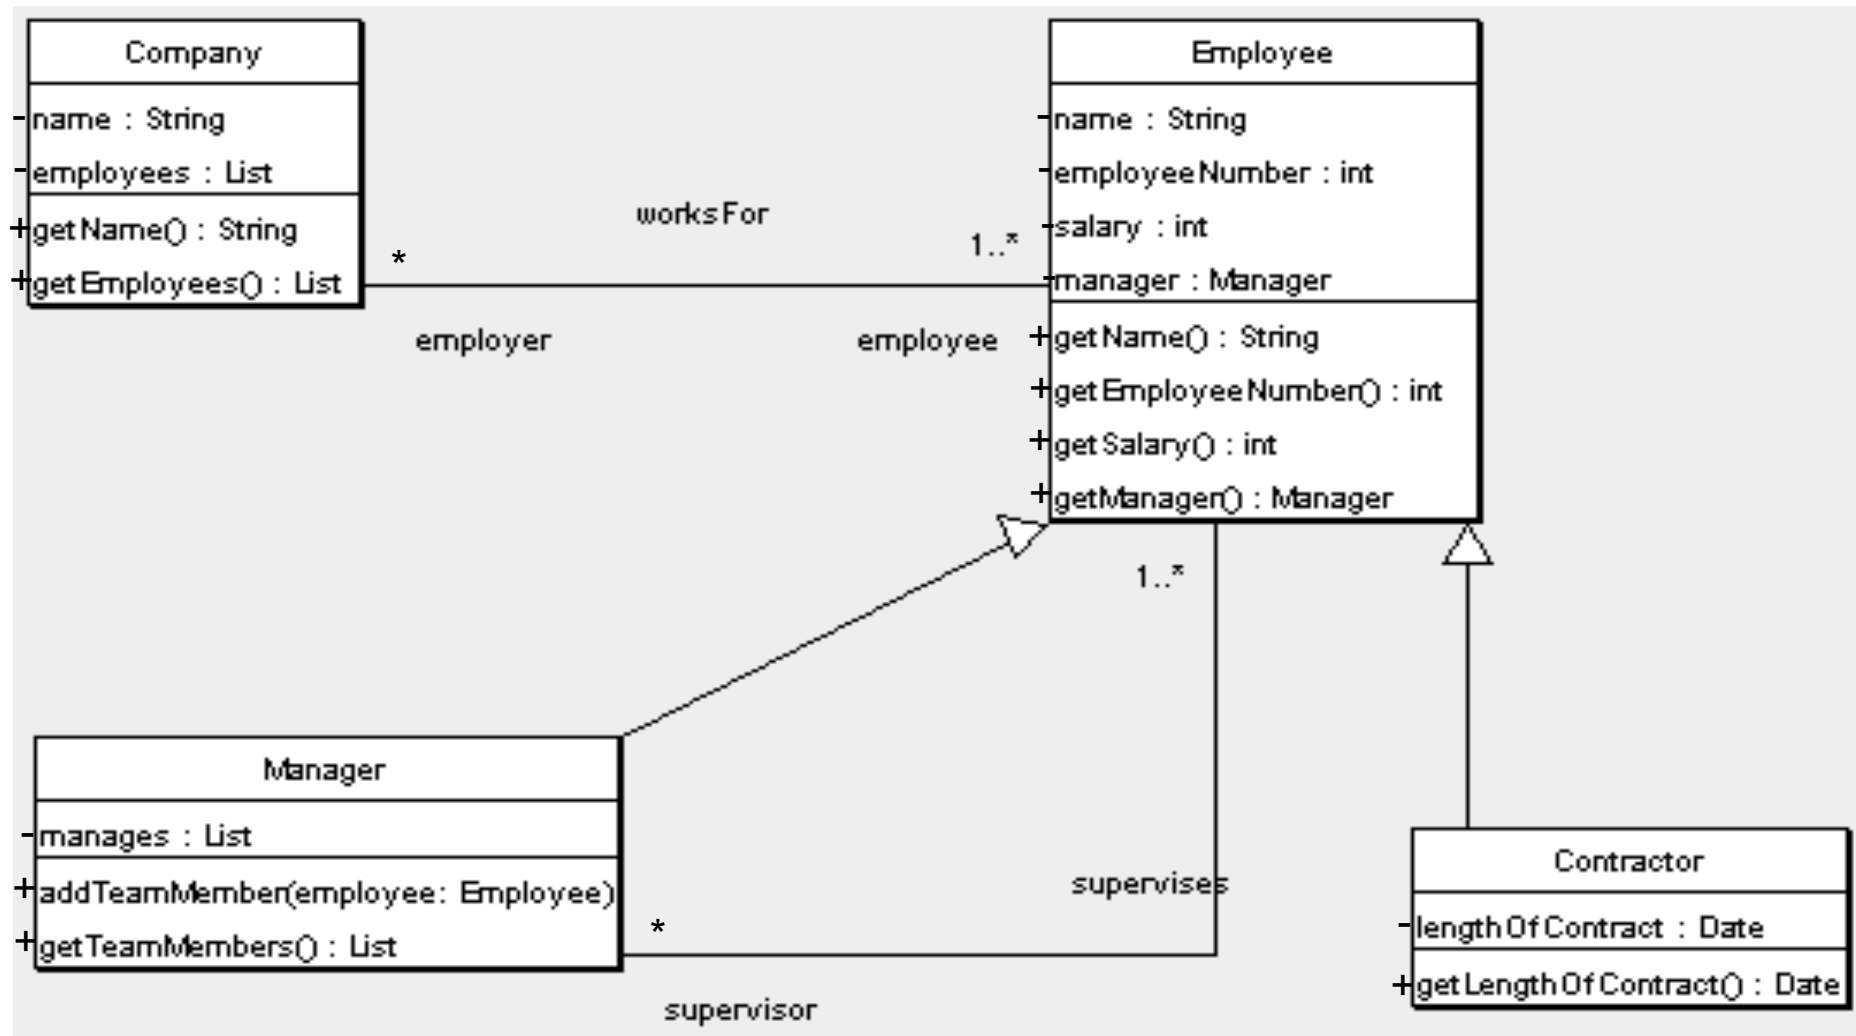 Company
-name : String
-employees : List
+getName() : String
+getEmployees() : List
worksFor
*
1..*
employer
employee
Employee
-name : String
-employeeNumber : int
-salary : int
-manager : Manager
+getName() : String
+getEmployeeNumber() : int
+getSalary() : int
+getManager() : Manager
1..*
Manager
-manages : List
+addTeamMember(employee: Employee)
+getTeamMembers() : List
*
supervises
supervisor
Contractor
-lengthOfContract : Date
+getLengthOfContract() : Date